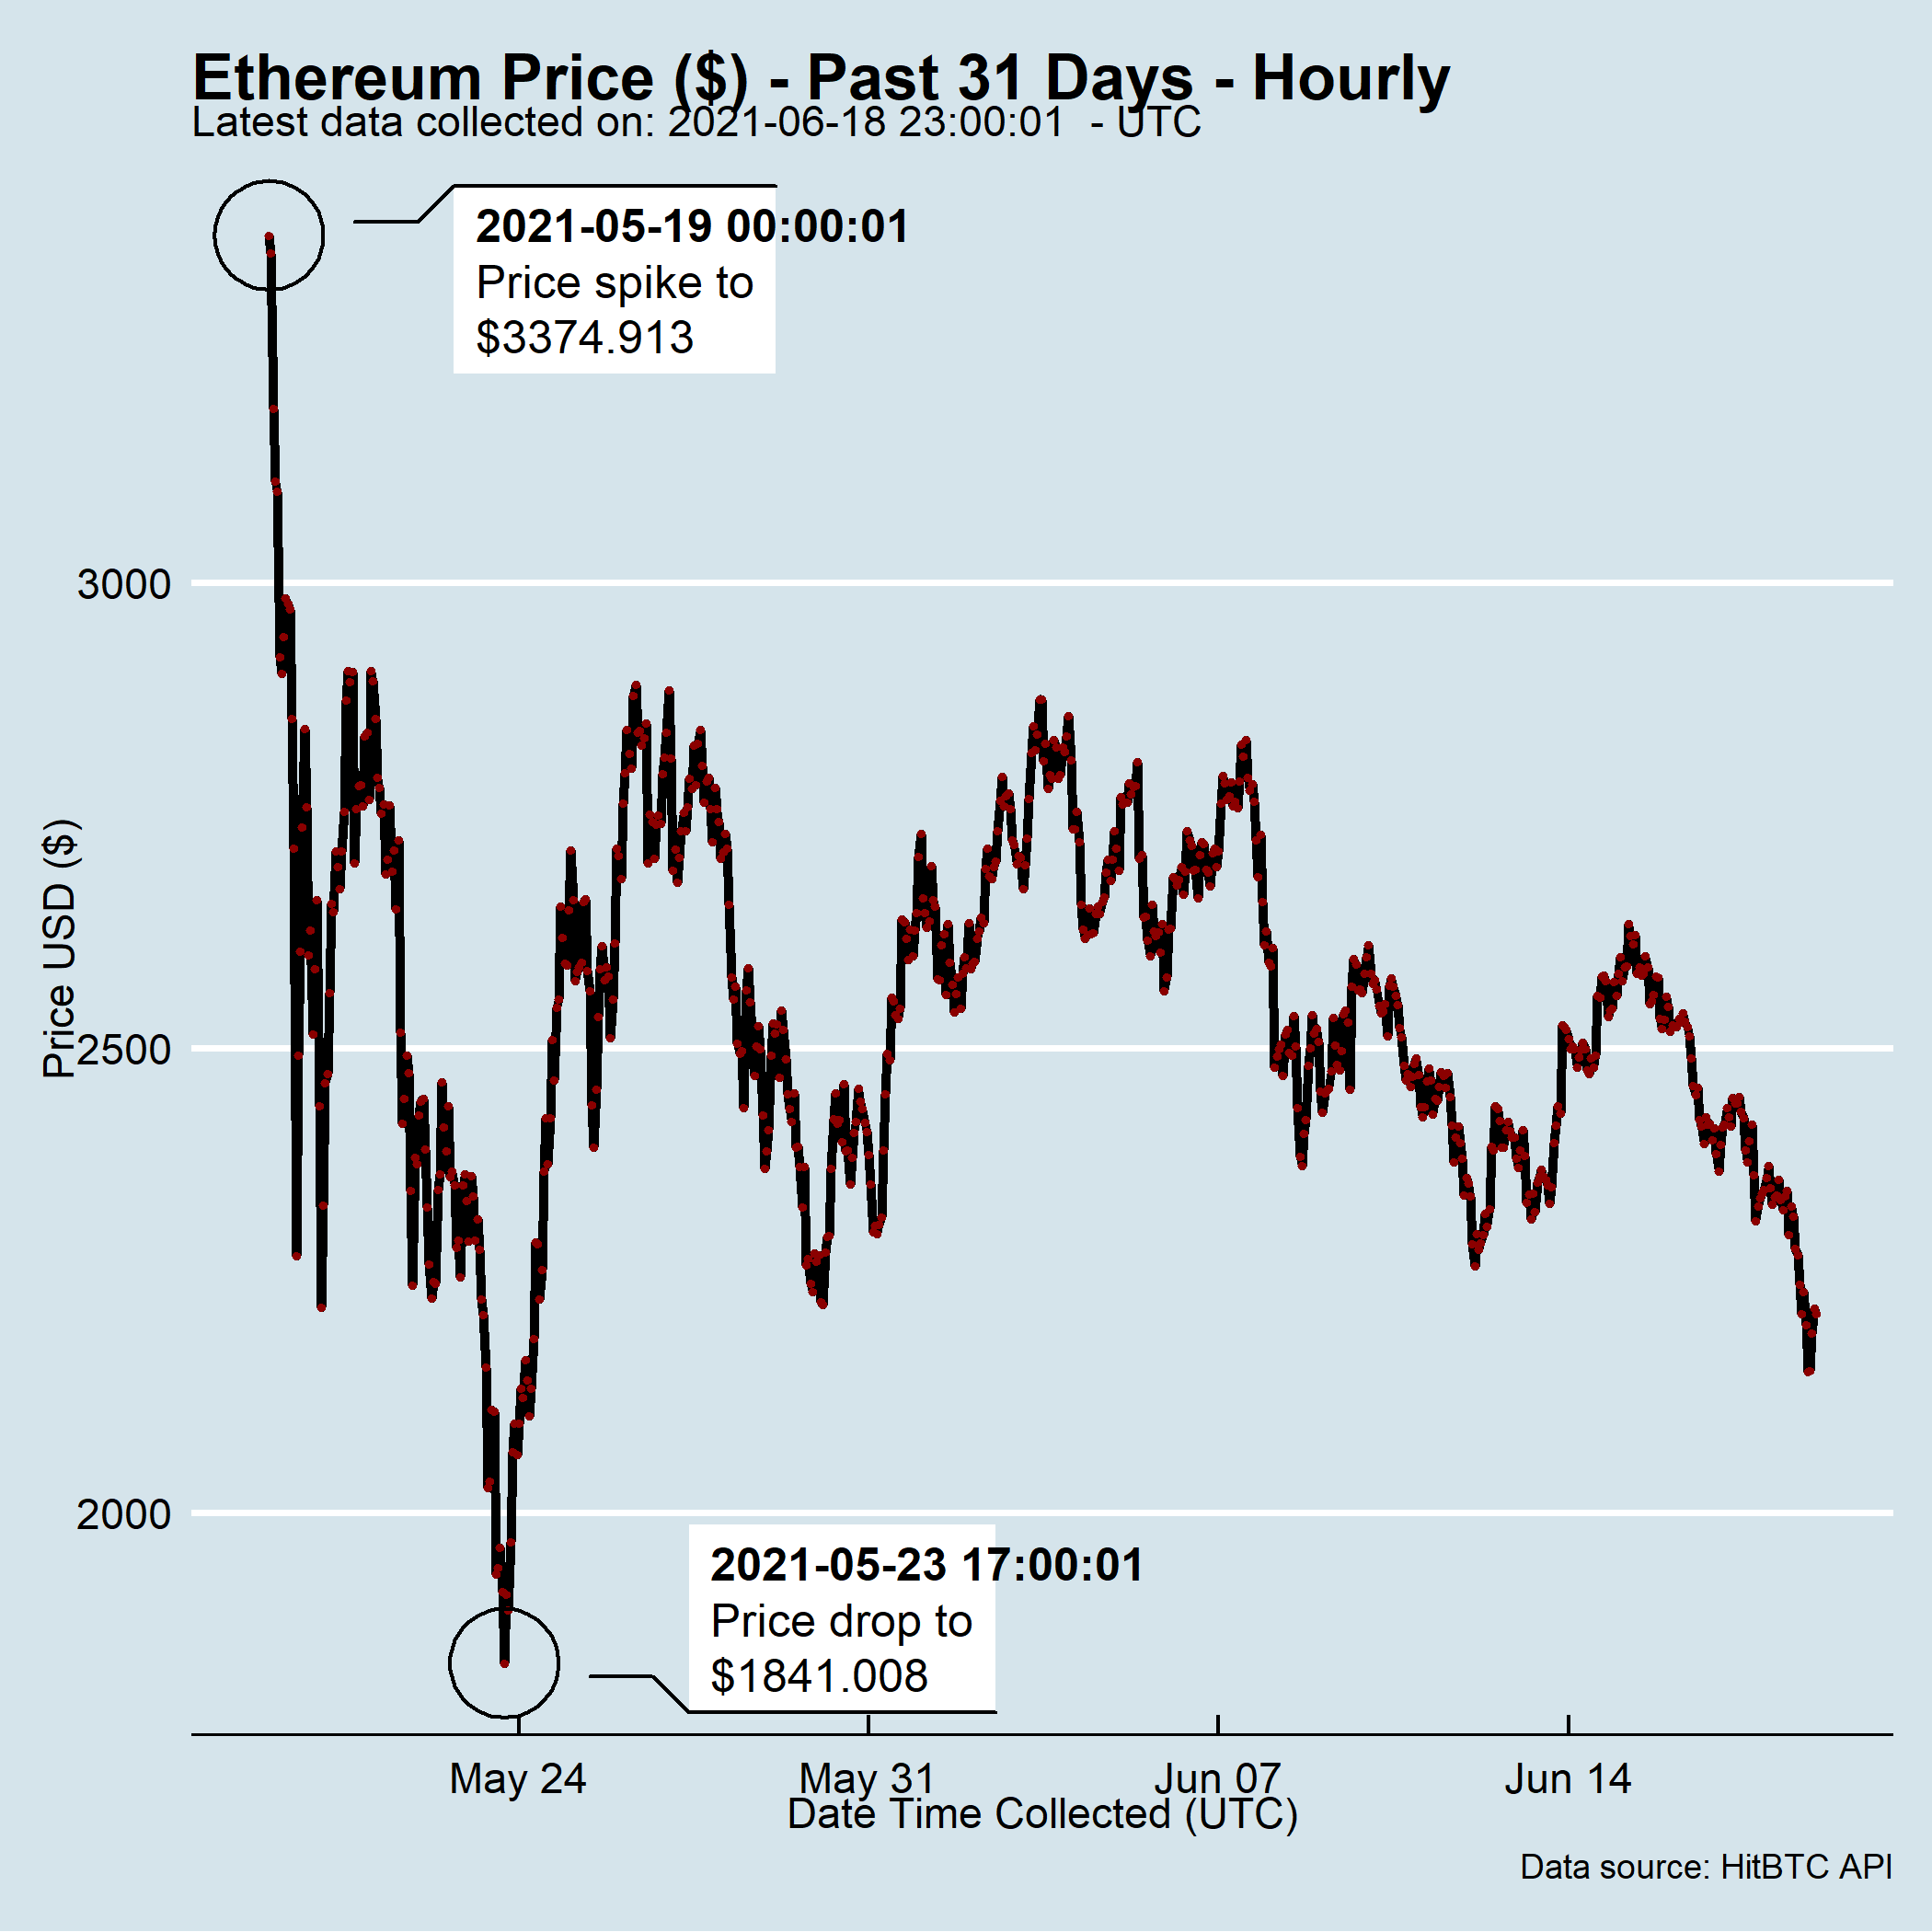 Ethereum Price ($) - Past 31 Days - Hourly
Latest data collected on: 2021-06-18 23:00:01  - UTC
2021-05-19 00:00:01
Price spike to
$3374.913
3000
Price USD ($)
2500
2000
2021-05-23 17:00:01
Price drop to
$1841.008
May 24
May 31
Jun 07
Jun 14
Date Time Collected (UTC)
Data source: HitBTC API